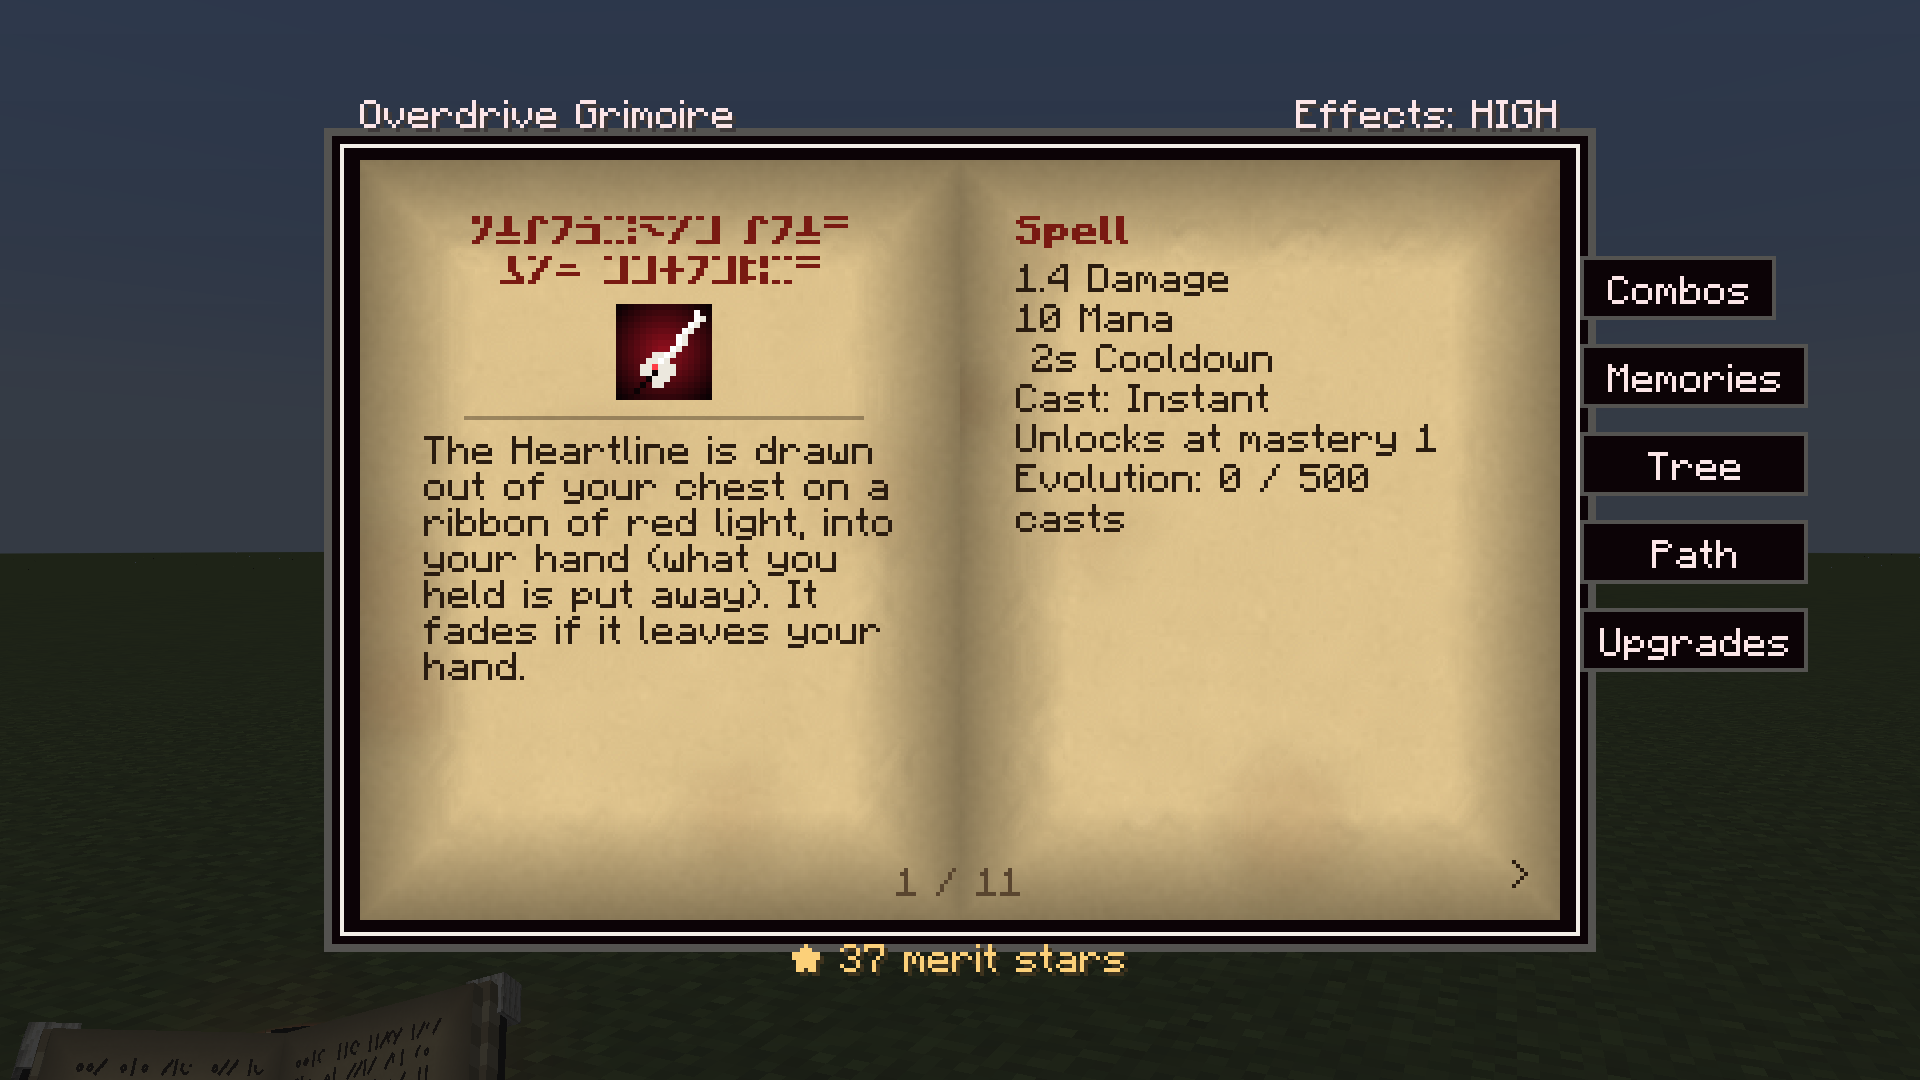 Overdrive Grimoire
Effects: HIGH
The Heartline is drawn
out of your chest on a
ribbon of red light, into
your hand (what you
held is put away). It
fades if it leaves your
hand.
Spell
1.4 Damage
10 Mana
2s Cooldown
Cast: Instant
Unlocks at mastery 1
Evolution: 0 / 500
casts
1 / 11
>
Combos
Memories
Tree
Path
Upgrades
★ 37 merit stars